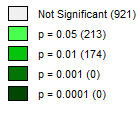 Not Significant (921)
p = 0.05 (213)
p = 0.01 (174)
p = 0.001 (0)
p = 0.0001 (0)